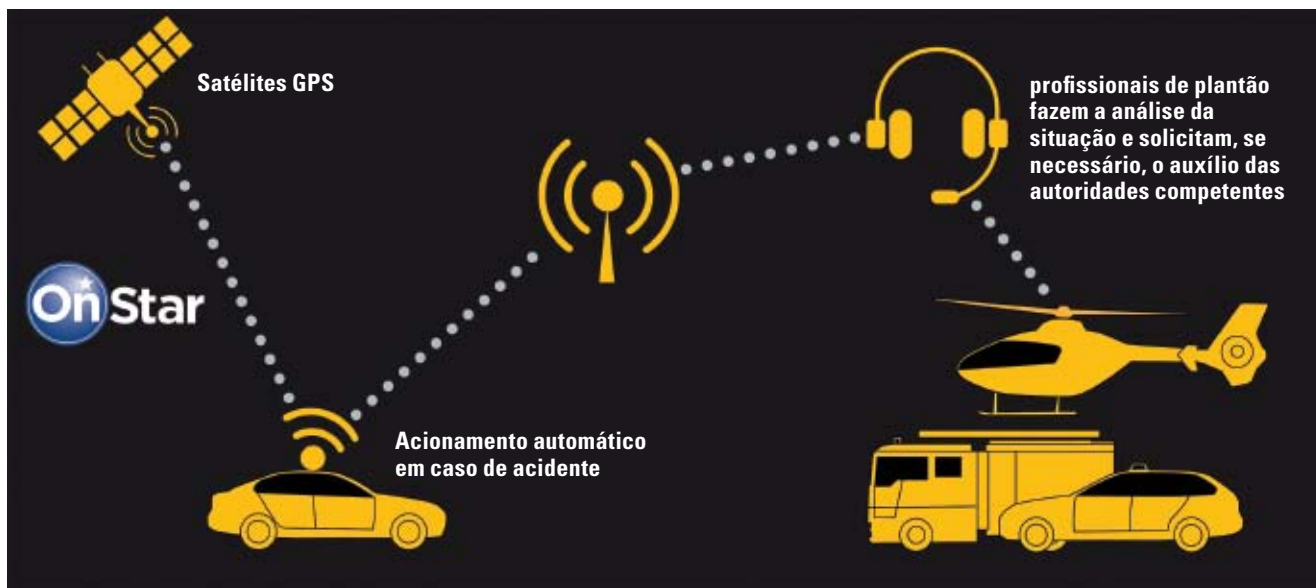 Satélites GPS
profissionais de plantão
fazem a análise da
situação e solicitam, se
necessário, o auxílio das
autoridades competentes
OnStar
Acionamento automático
em caso de acidente